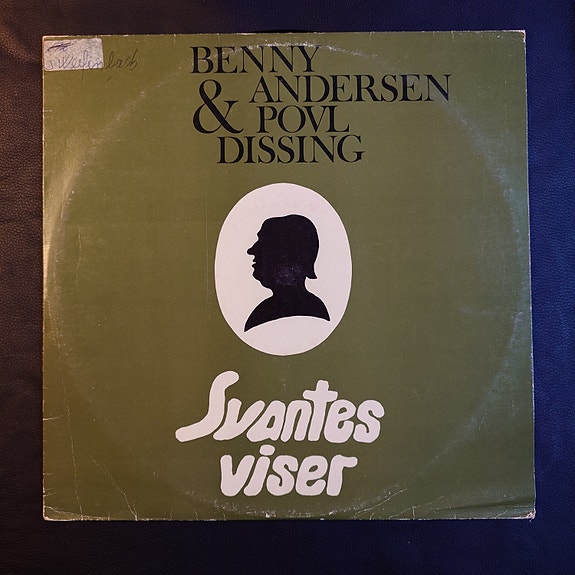 BENNY
& ANDERSEN
POVL
DISSING
Svantes
viser